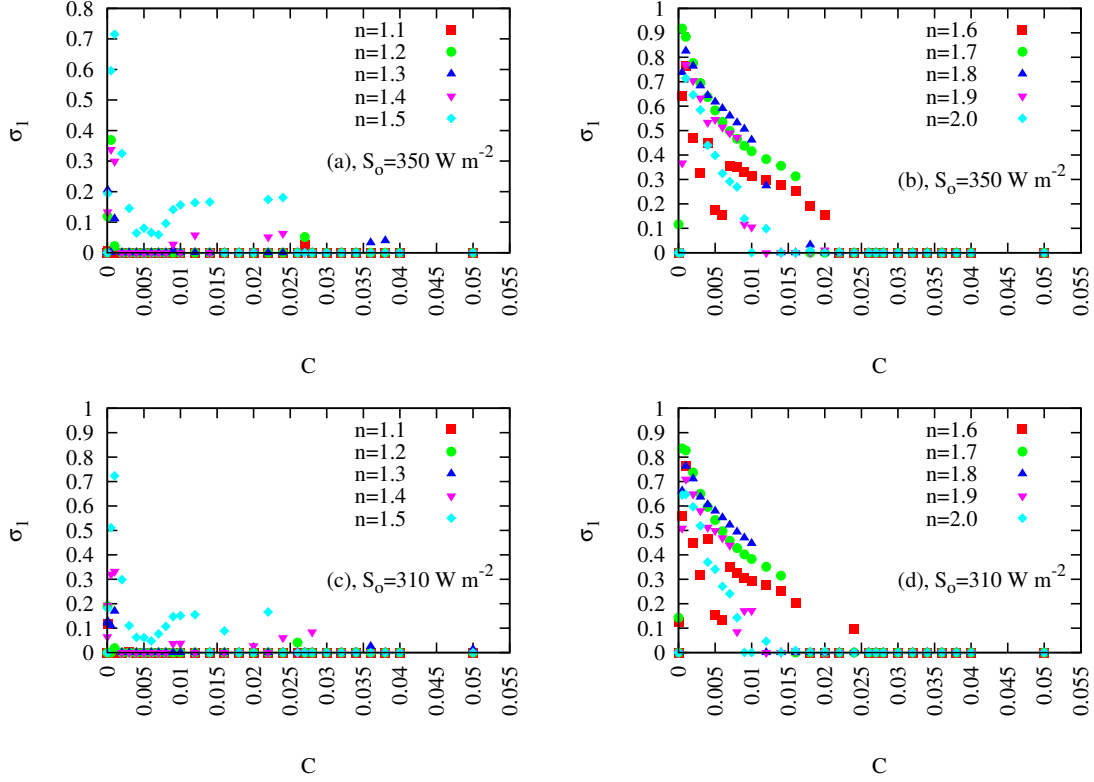 0.8
0.7
0.6
0.5
0.4
0.3
0.2
0.1
0
σ1
n=1.1
n=1.2
n=1.3
n=1.4
n=1.5
(a), So=350 W m-2
0
0.005
0.01
0.015
0.02
0.025
0.03
0.035
0.04
0.045
0.05
0.055
C
1
0.9
0.8
0.7
0.6
0.5
0.4
0.3
0.2
0.1
0
σ1
n=1.6
n=1.7
n=1.8
n=1.9
n=2.0
(b), So=350 W m-2
0
0.005
0.01
0.015
0.02
0.025
0.03
0.035
0.04
0.045
0.05
0.055
C
1
0.9
0.8
0.7
0.6
0.5
0.4
0.3
0.2
0.1
0
σ1
n=1.1
n=1.2
n=1.3
n=1.4
n=1.5
(c), So=310 W m-2
0
0.005
0.01
0.015
0.02
0.025
0.03
0.035
0.04
0.045
0.05
0.055
C
1
0.9
0.8
0.7
0.6
0.5
0.4
0.3
0.2
0.1
0
σ1
n=1.6
n=1.7
n=1.8
n=1.9
n=2.0
(d), So=310 W m-2
0
0.005
0.01
0.015
0.02
0.025
0.03
0.035
0.04
0.045
0.05
0.055
C